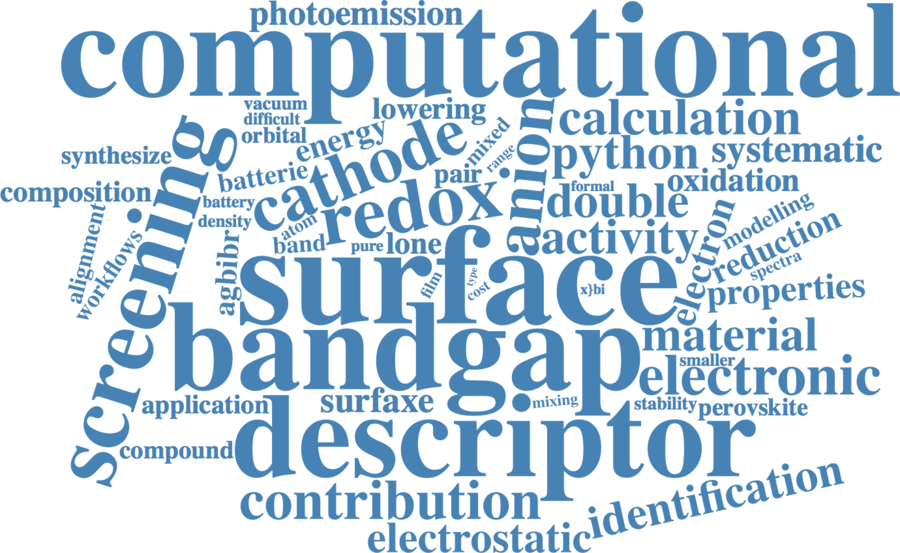 photoemission
computational
vacuum
difficult
orbital
lowering
calculation
synthesize
energy
mixed
range
python
systematic
composition
batterie
cathode
pair
anion
formal
oxidation
battery
density
redox
double
screening
atom
band
pure
lone
activity
electron
modelling
alignment
workflows
agbibr
surface
film
type
cost
x}bi
reduction
spectra
properties
bandgap
material
smaller
electronic
application
surfaxe
mixing
stability
perovskite
compound
descriptor
contribution
identification
electrostatic